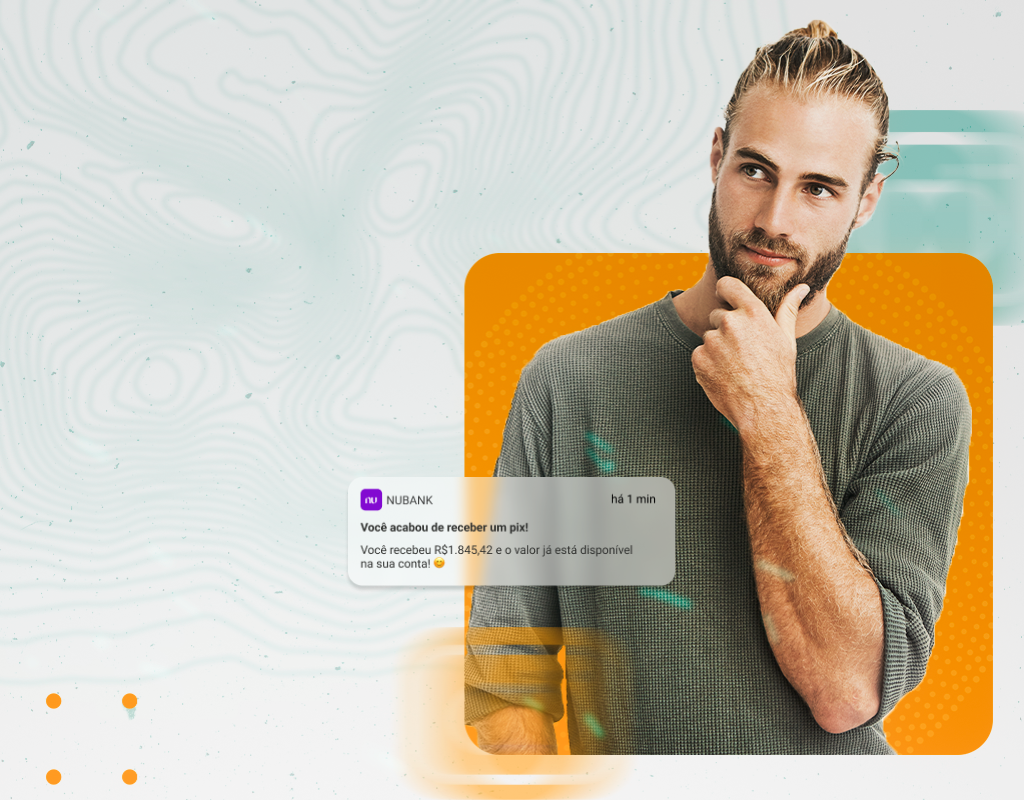 nu NUBANK há 1 min
Você acabou de receber um pix!
Você recebeu R$1.845,42 e o valor já está disponível
na sua conta! 😊